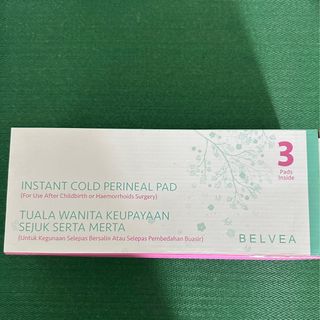 3
Pads
Inside
INSTANT COLD PERINEAL PAD
(For Use After Childbirth or Haemorrhoids Surgery)
TUALA WANITA KEUPAYAAN
SEJUK SERTA MERTA
(Untuk Kegunaan Selepas Bersalin Atau Selepas Pembedahan Buasir)
BELVEA